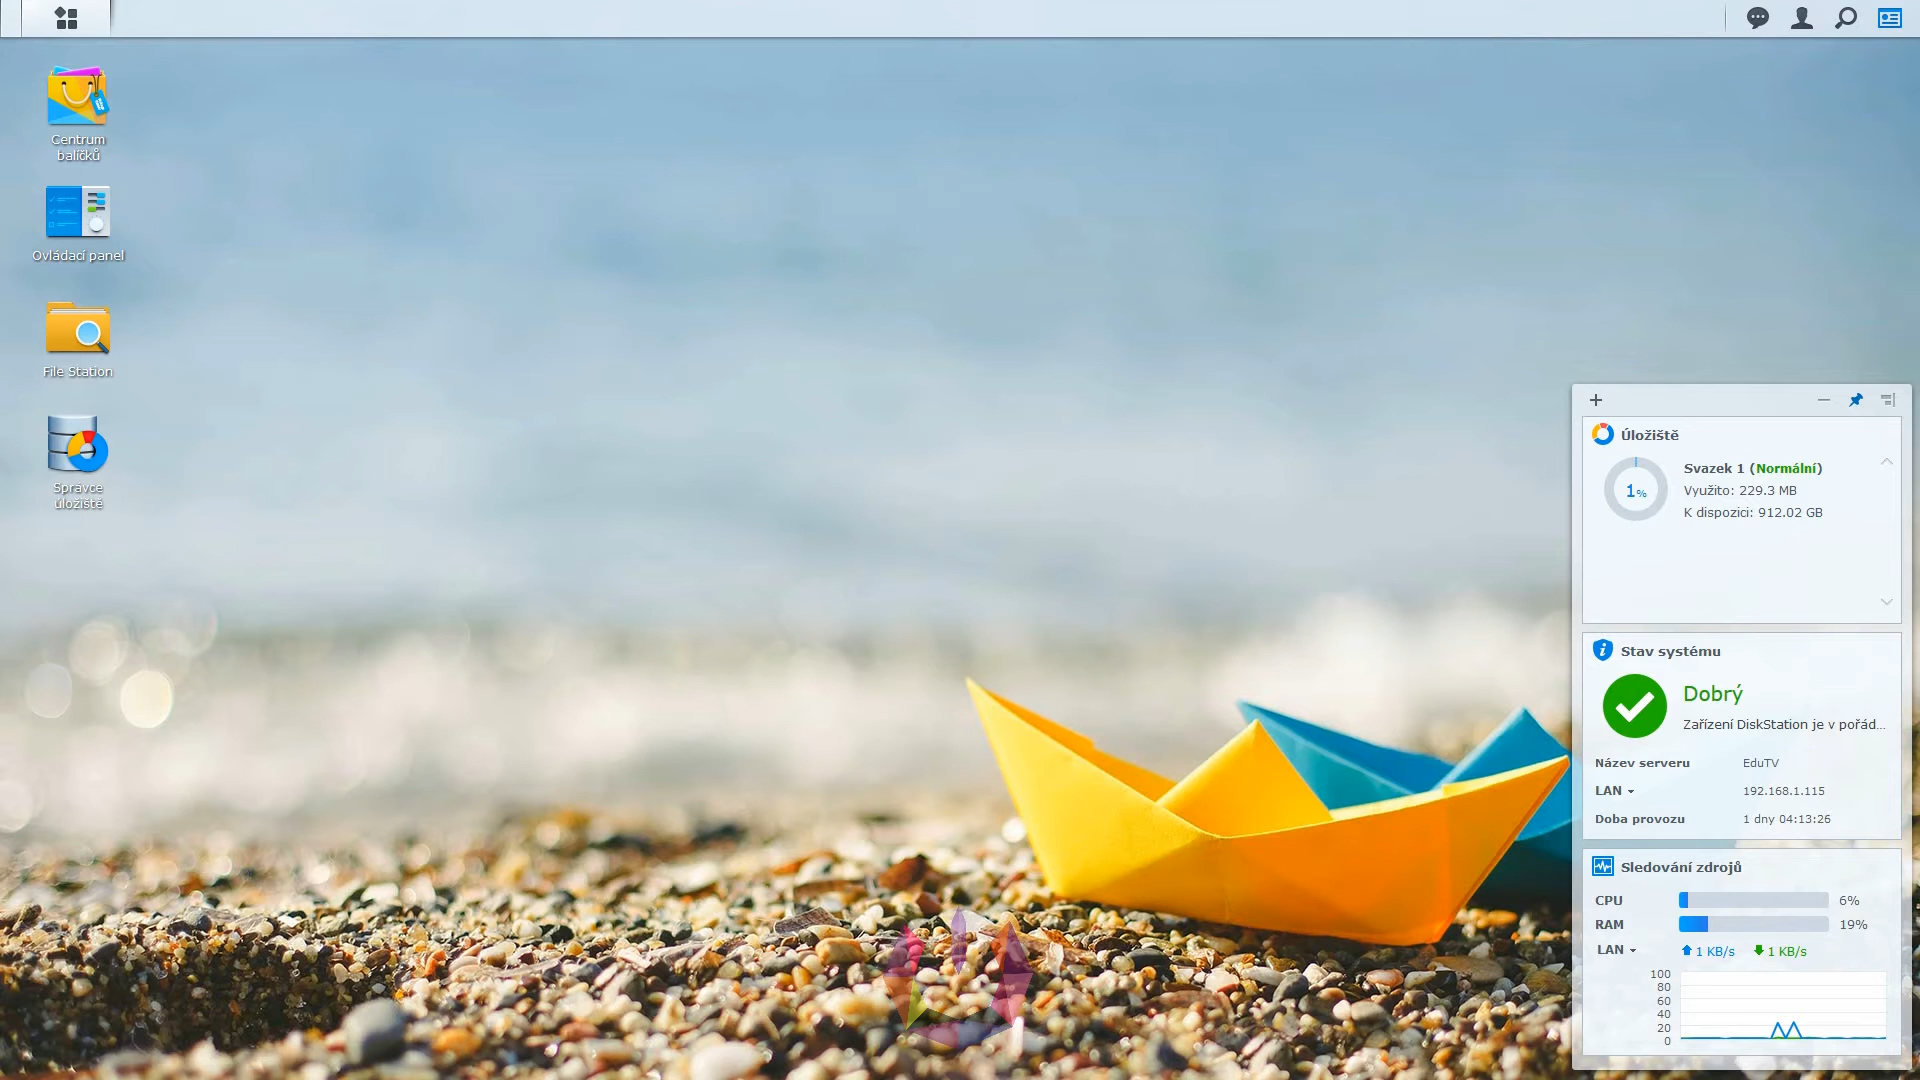 Centrum
balíčků
Ovládací panel
File Station
Správce
úložiště
Úložiště
1%
Svazek 1 (Normální)
Využito: 229.3 MB
K dispozici: 912.02 GB
Stav systému
Dobrý
Zařízení DiskStation je v pořád...
Název serveru EduTV
LAN 192.168.1.115
Doba provozu 1 dny 04:13:26
Sledování zdrojů
CPU 6%
RAM 19%
LAN 1 KB/s 1 KB/s
100
80
60
40
20
0